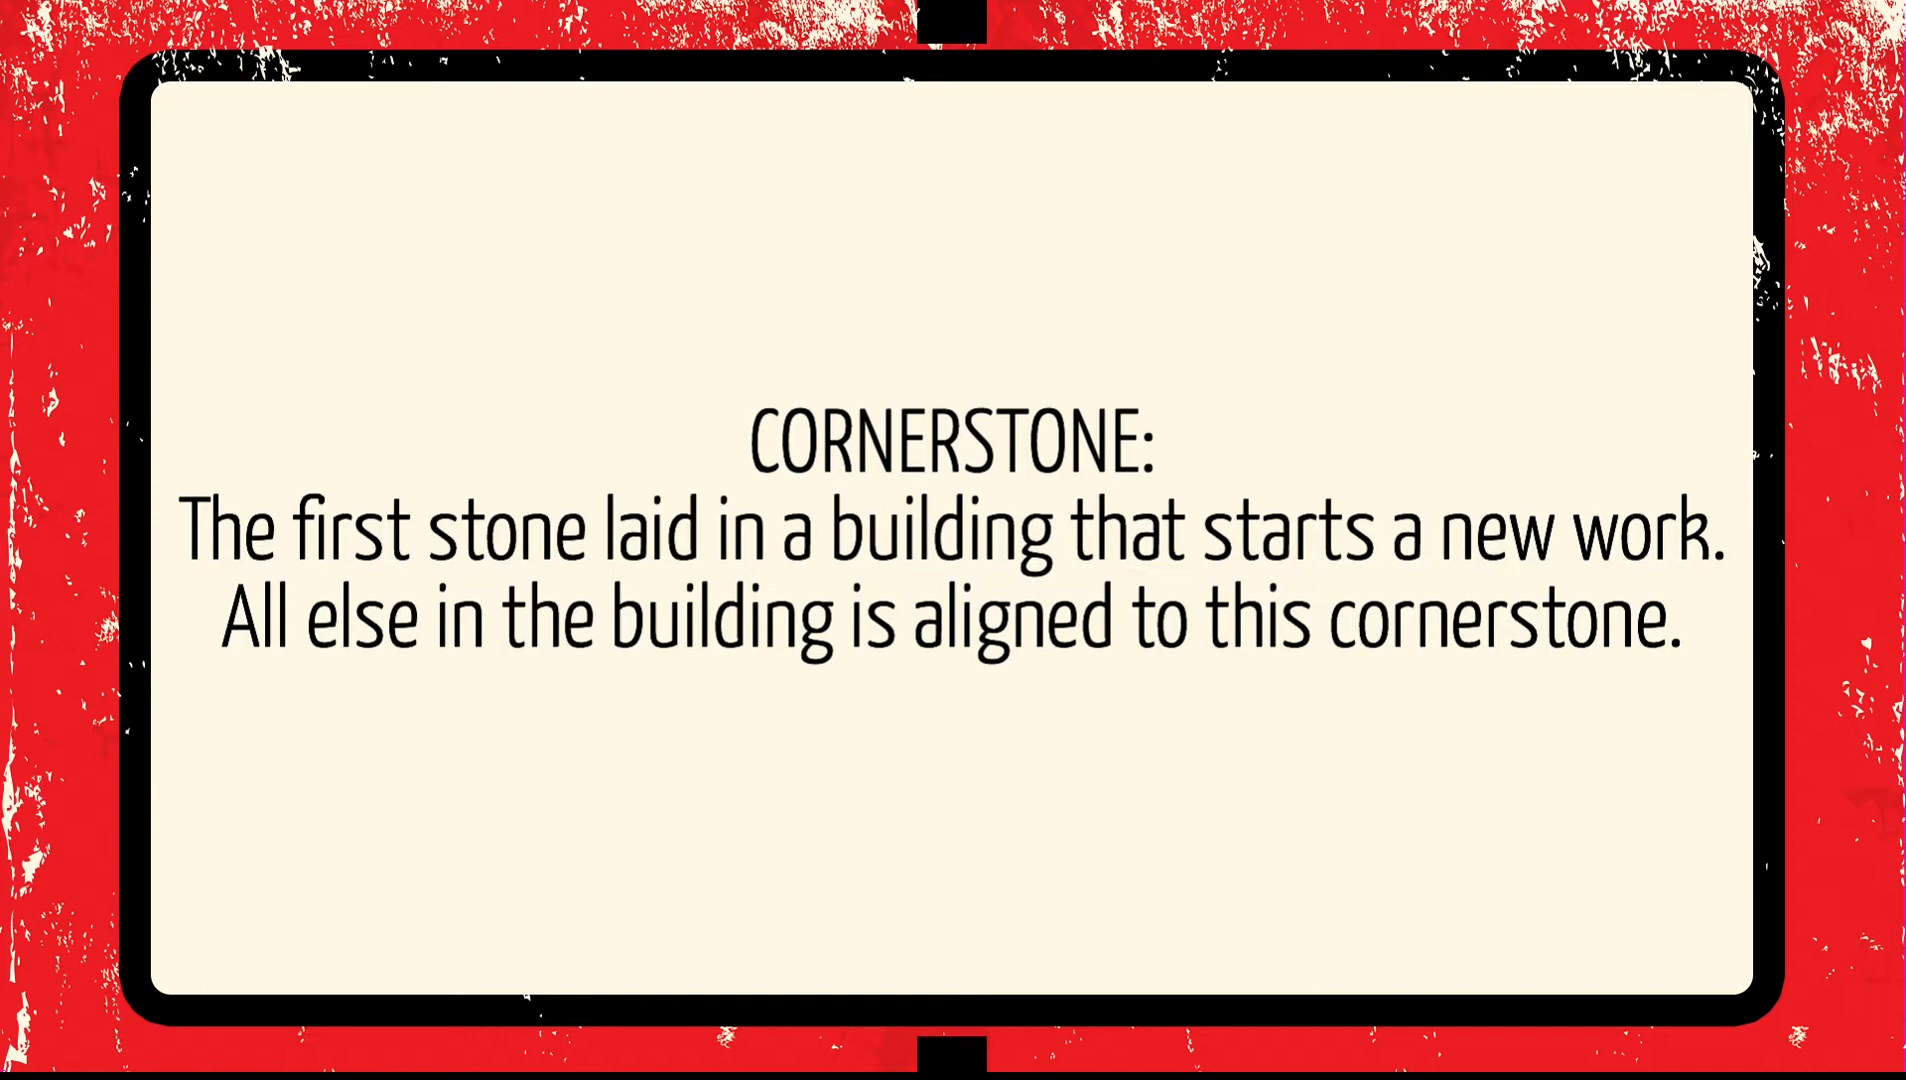 CORNERSTONE:
The first stone laid in a building that starts a new work.
All else in the building is aligned to this cornerstone.